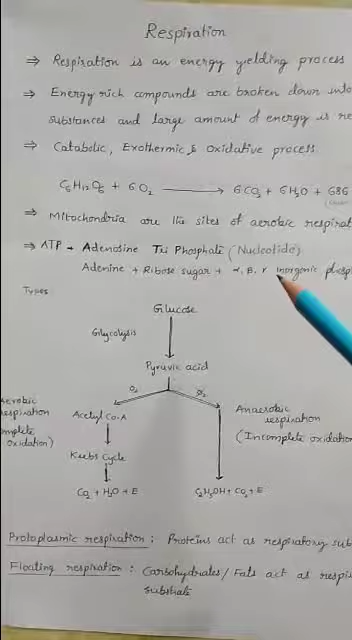 Respiration
⇒ Respiration is an energy yielding process
⇒ Energy rich compounds are broken down into
substances and large amount of energy is re
⇒ Catabolic, Exothermic & Oxidative process
C₆H₁₂O₆ + 6O₂ ⟶ 6CO₂ + 6H₂O + 686
⇒ Mitochondria are the sites of aerobic respirat
⇒ ATP → Adenosine Tri Phosphate (Nucleotide)
Adenine + Ribose sugar + α, β, γ inorganic phosp
Types
Glucose
Glycolysis
Pyruvic acid
O₂ O₂
Aerobic
respiration
mplete
oxidation)
Acetyl Co.A
Anaerobic
respiration
(Incomplete oxidation
Krebs Cycle
CO₂ + H₂O + E
C₂H₅OH + CO₂ + E
Protoplasmic respiration : Proteins act as respiratory sub
Floating respiration : Carbohydrates/Fats act as respi
substrate